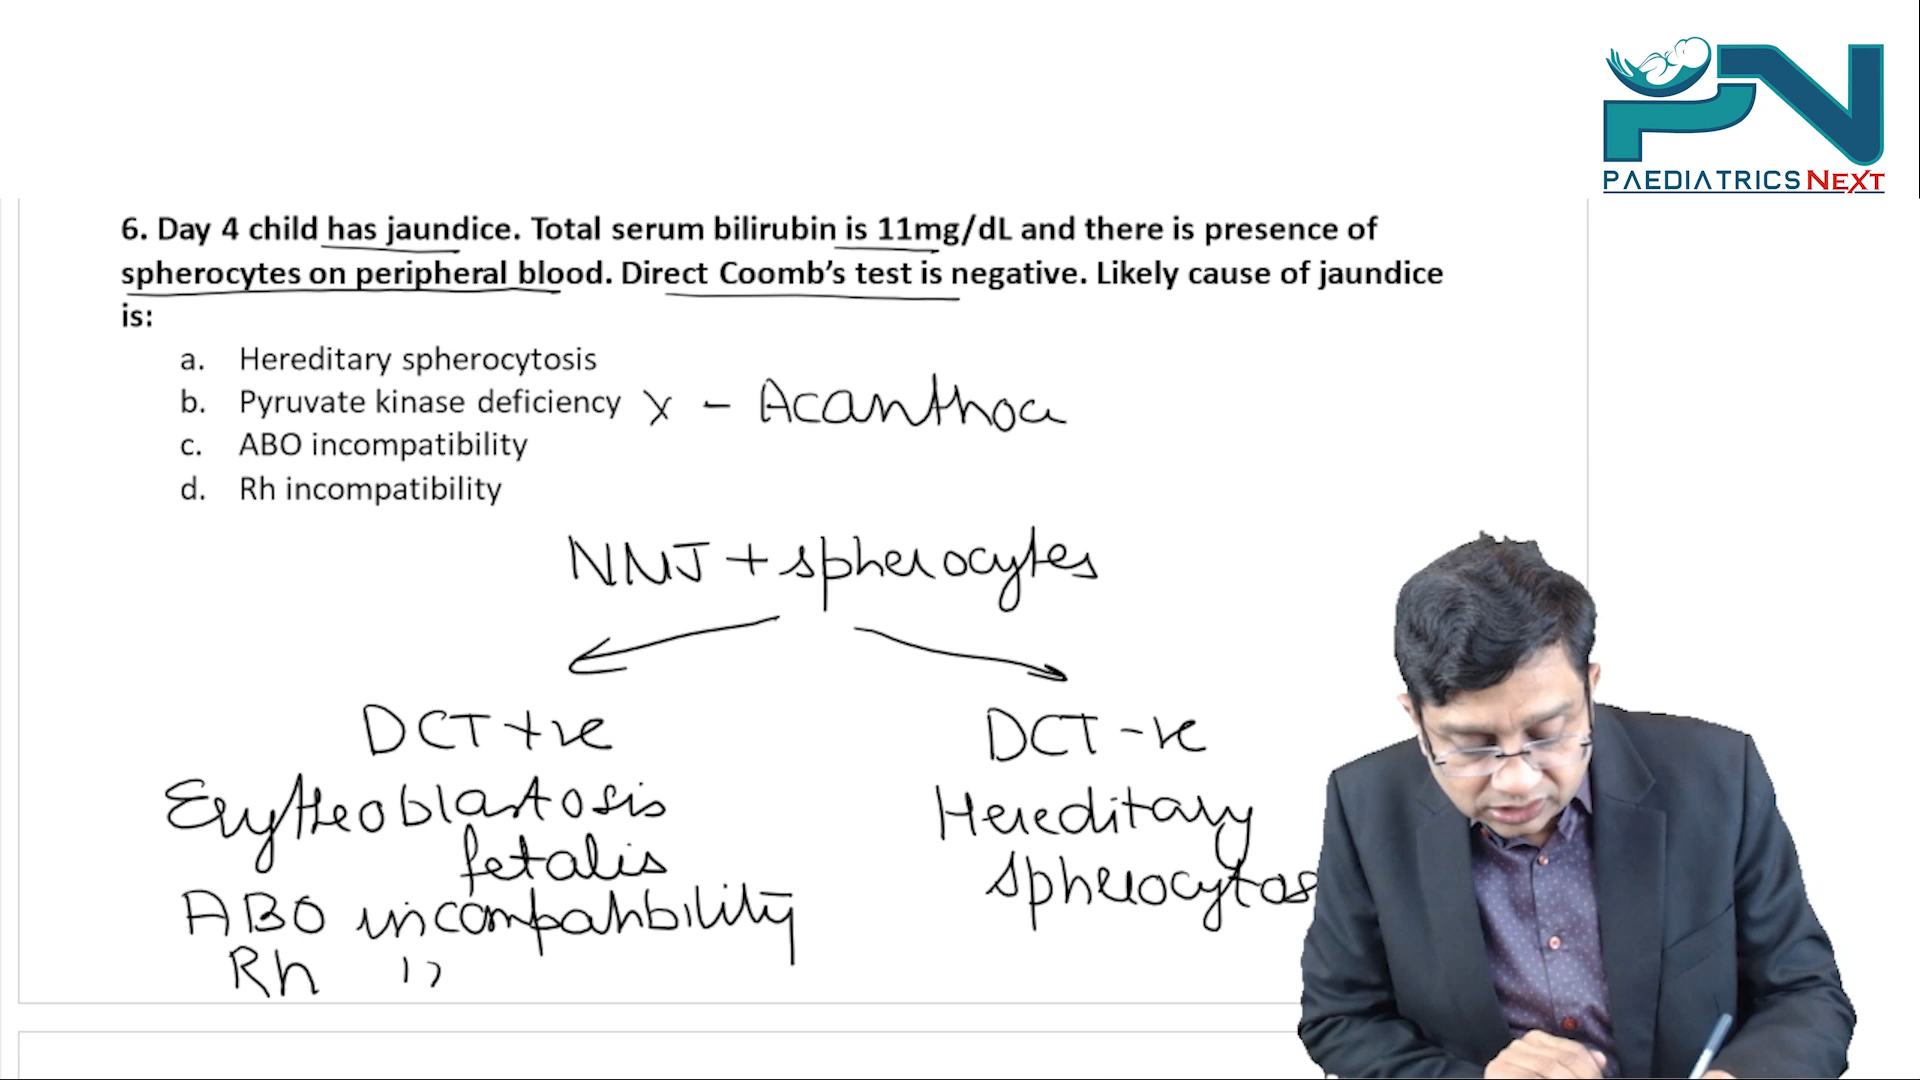 PAEDIATRICS NEXT
6. Day 4 child has jaundice. Total serum bilirubin is 11mg/dL and there is presence of
spherocytes on peripheral blood. Direct Coomb’s test is negative. Likely cause of jaundice
is:
a. Hereditary spherocytosis
b. Pyruvate kinase deficiency x - Acanthoc
c. ABO incompatibility
d. Rh incompatibility
NNJ + spherocytes
DCT +ve
DCT -ve
Erythroblastosis
fetalis
Hereditary
spherocytos
ABO incompatibility
Rh ''